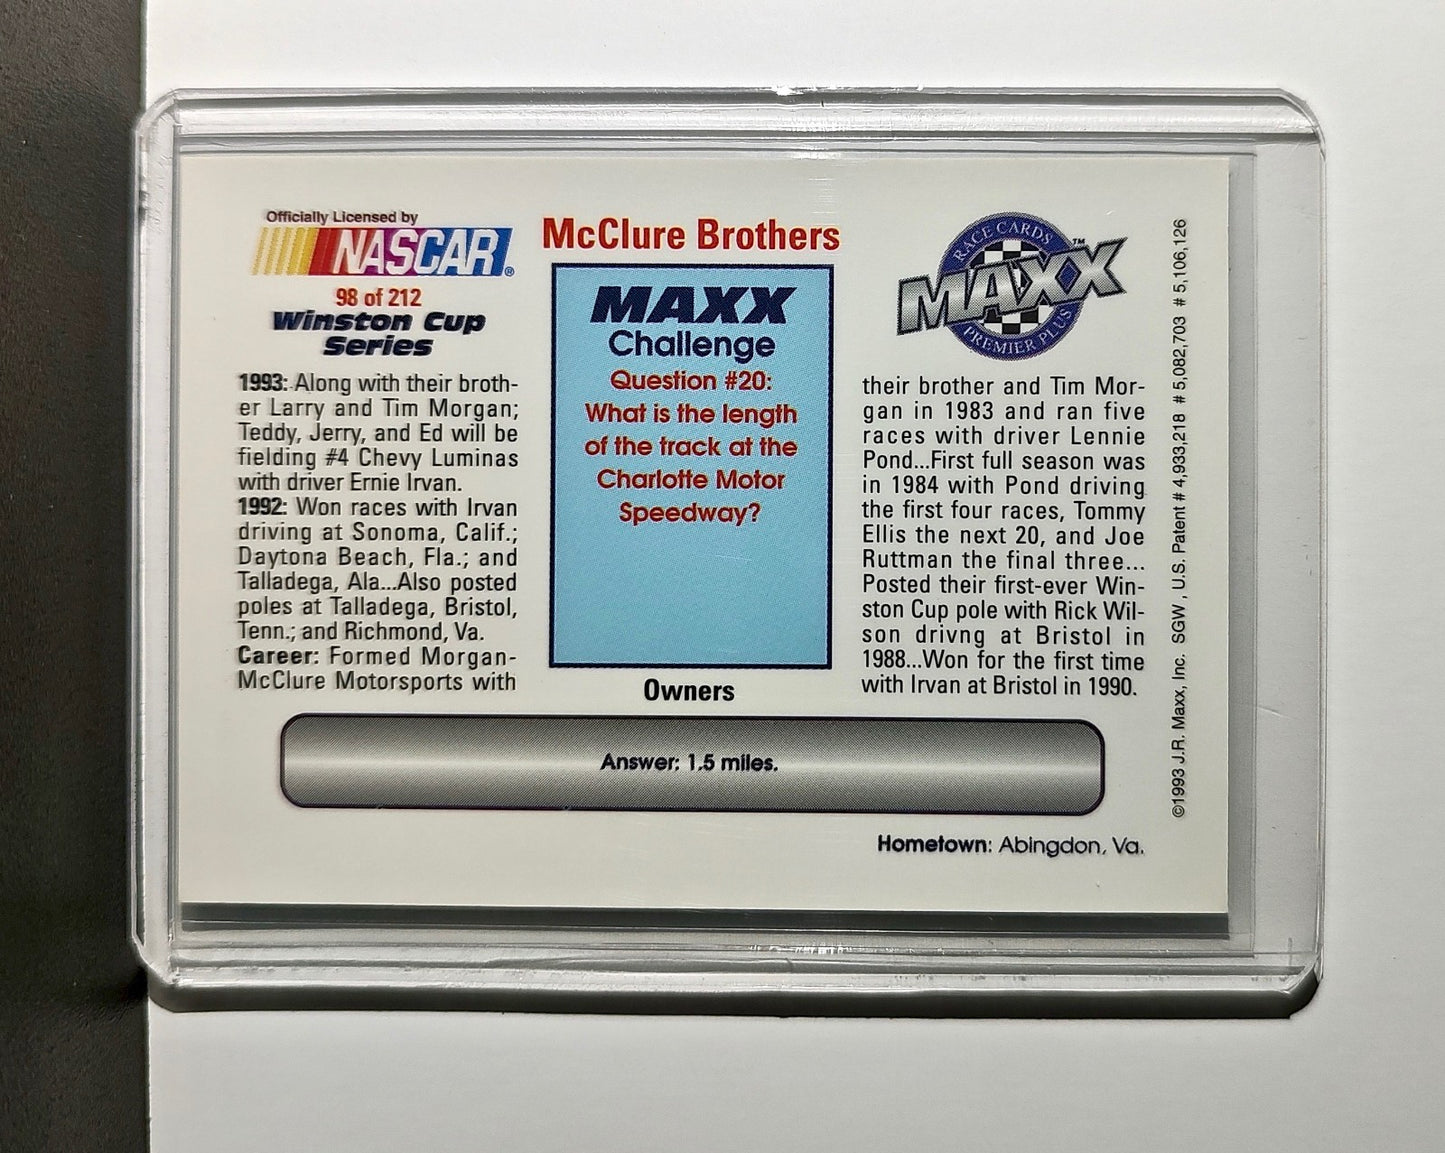 Officially Licensed by
NASCAR®
98 of 212
Winston Cup
Series
1993: Along with their broth-
er Larry and Tim Morgan;
Teddy, Jerry, and Ed will be
fielding #4 Chevy Luminas
with driver Ernie Irvan.
1992: Won races with Irvan
driving at Sonoma, Calif.;
Daytona Beach, Fla.; and
Talladega, Ala...Also posted
poles at Talladega, Bristol,
Tenn.; and Richmond, Va.
Career: Formed Morgan-
McClure Motorsports with
McClure Brothers
MAXX
Challenge
Question #20:
What is the length
of the track at the
Charlotte Motor
Speedway?
Owners
RACE CARDS
MAXX™
PREMIER PLUS
their brother and Tim Mor-
gan in 1983 and ran five
races with driver Lennie
Pond...First full season was
in 1984 with Pond driving
the first four races, Tommy
Ellis the next 20, and Joe
Ruttman the final three...
Posted their first-ever Win-
ston Cup pole with Rick Wil-
son drivng at Bristol in
1988...Won for the first time
with Irvan at Bristol in 1990.
Answer: 1.5 miles.
Hometown: Abingdon, Va.
©1993 J.R. Maxx, Inc. SGW , U.S. Patent # 4,933,218 # 5,082,703 # 5,106,126